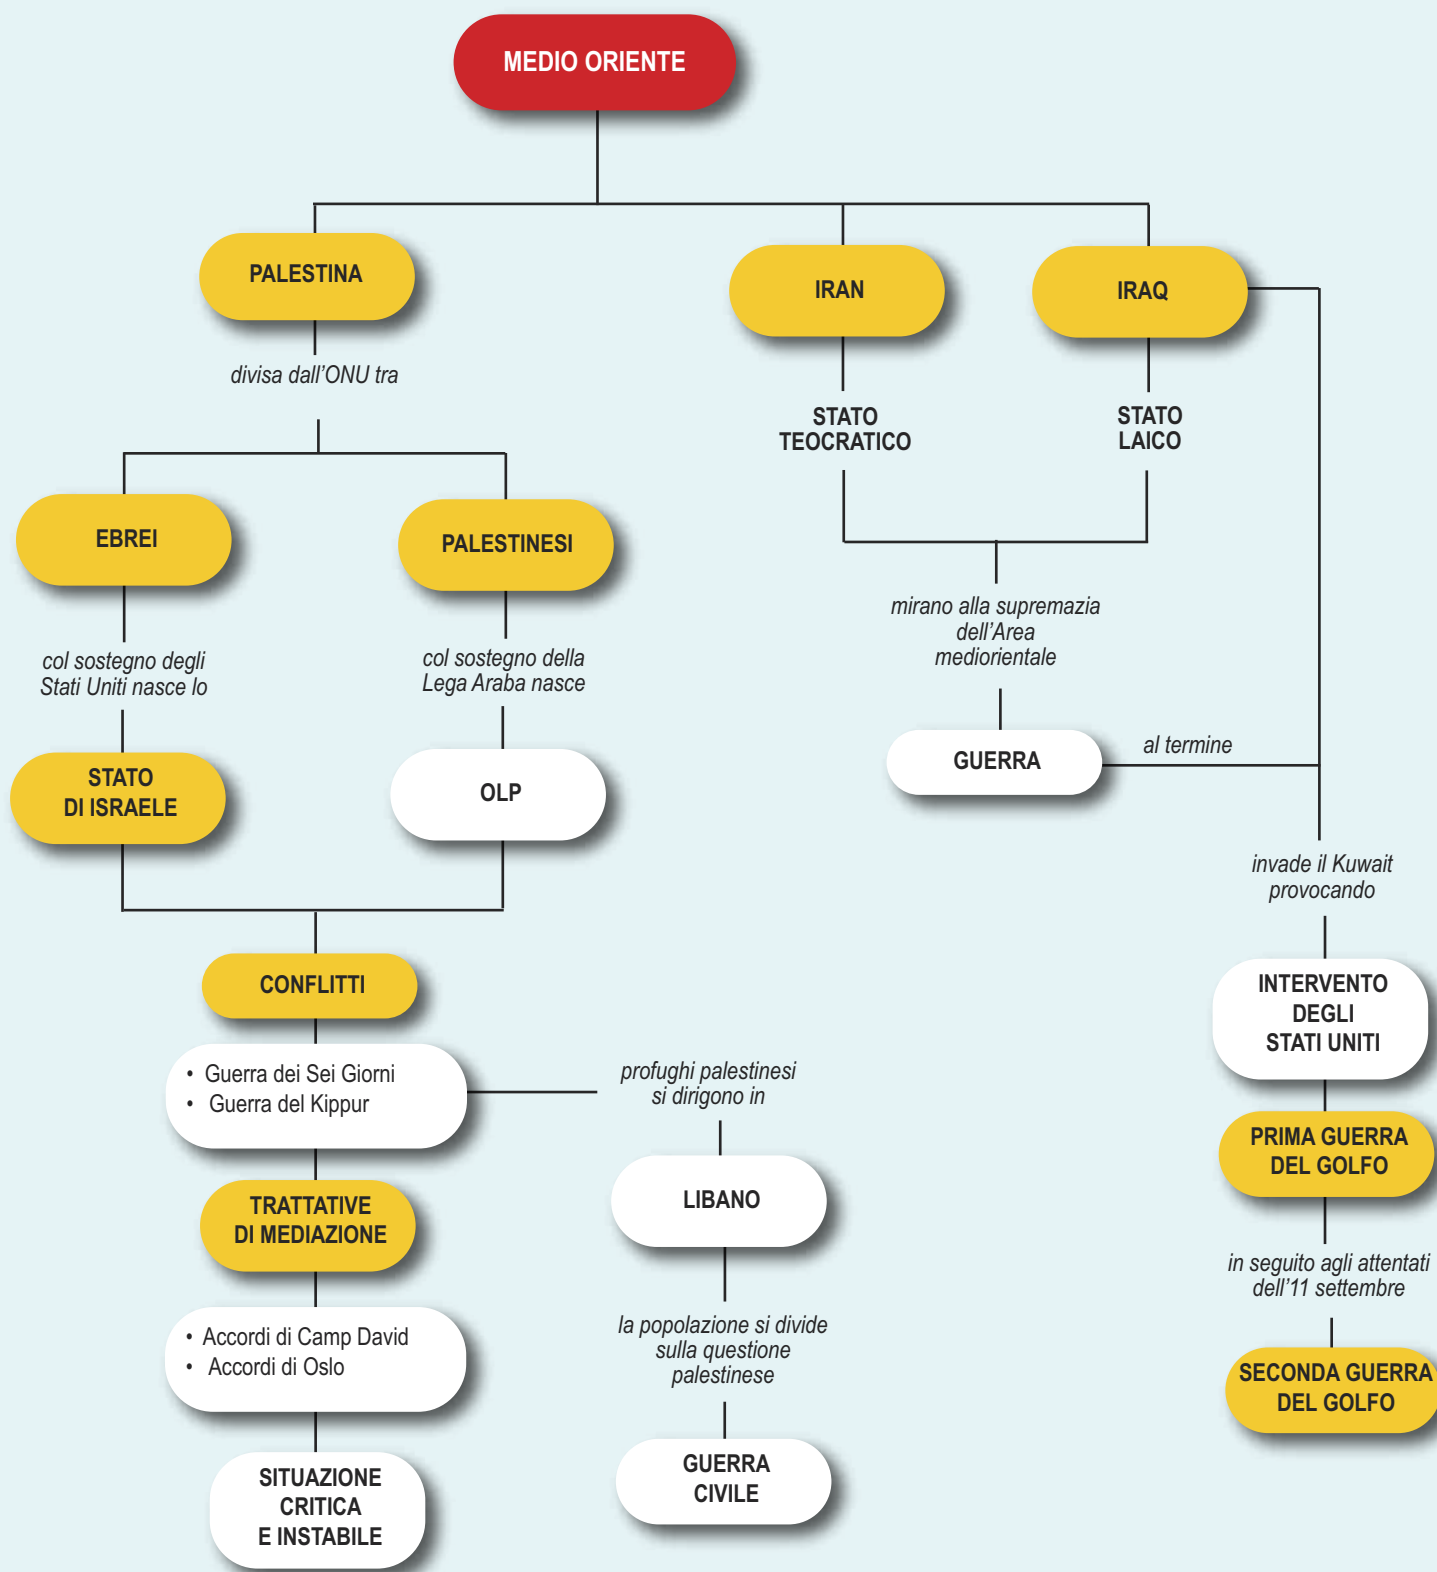 MEDIO ORIENTE
PALESTINA
IRAN
IRAQ
divisa dall'ONU tra
STATO
TEOCRATICO
STATO
LAICO
EBREI
PALESTINESI
mirano alla supremazia
dell'Area
mediorientale
col sostegno degli
Stati Uniti nasce lo
col sostegno della
Lega Araba nasce
GUERRA
al termine
STATO
DI ISRAELE
OLP
invade il Kuwait
provocando
CONFLITTI
INTERVENTO
DEGLI
STATI UNITI
• Guerra dei Sei Giorni
• Guerra del Kippur
profughi palestinesi
si dirigono in
PRIMA GUERRA
DEL GOLFO
TRATTATIVE
DI MEDIAZIONE
LIBANO
in seguito agli attentati
dell'11 settembre
• Accordi di Camp David
• Accordi di Oslo
la popolazione si divide
sulla questione
palestinese
SECONDA GUERRA
DEL GOLFO
SITUAZIONE
CRITICA
E INSTABILE
GUERRA
CIVILE